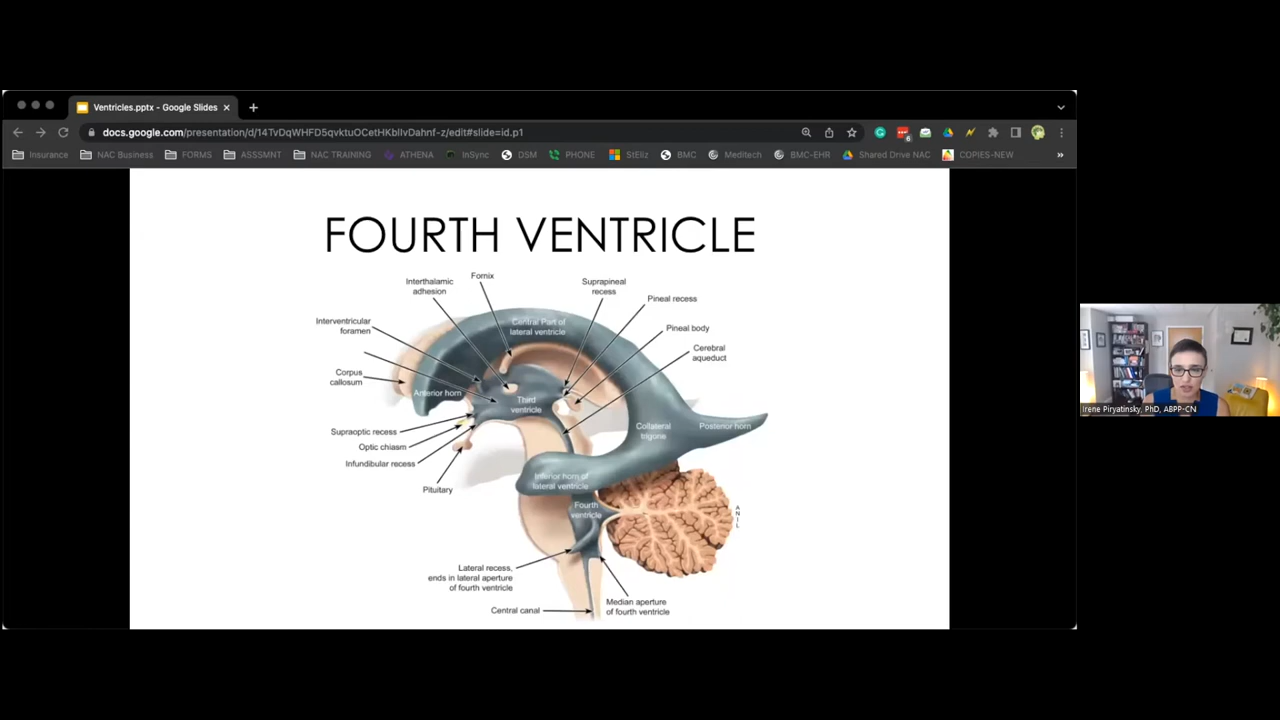 Ventricles.pptx - Google Slides
docs.google.com/presentation/d/14TvDqWHFD5qvktuOCetHKbIIvDahnf-z/edit#slide=id.p1
6
Insurance NAC Business FORMS ASSSMNT NAC TRAINING ATHENA InSync DSM PHONE StEliz BMC Meditech BMC-EHR Shared Drive NAC COPIES-NEW »
FOURTH VENTRICLE
Interthalamic
adhesion
Fornix
Suprapineal
recess
Pineal recess
Interventricular
foramen
Central Part of
lateral ventricle
Pineal body
Cerebral
aqueduct
Corpus
callosum
Anterior horn
Third
ventricle
Collateral
trigone
Posterior horn
Supraoptic recess
Optic chiasm
Infundibular recess
Pituitary
Inferior horn of
lateral ventricle
Fourth
ventricle
ANIL
Lateral recess,
ends in lateral aperture
of fourth ventricle
Central canal
Median aperture
of fourth ventricle
Irene Piryatinsky, PhD, ABPP-CN